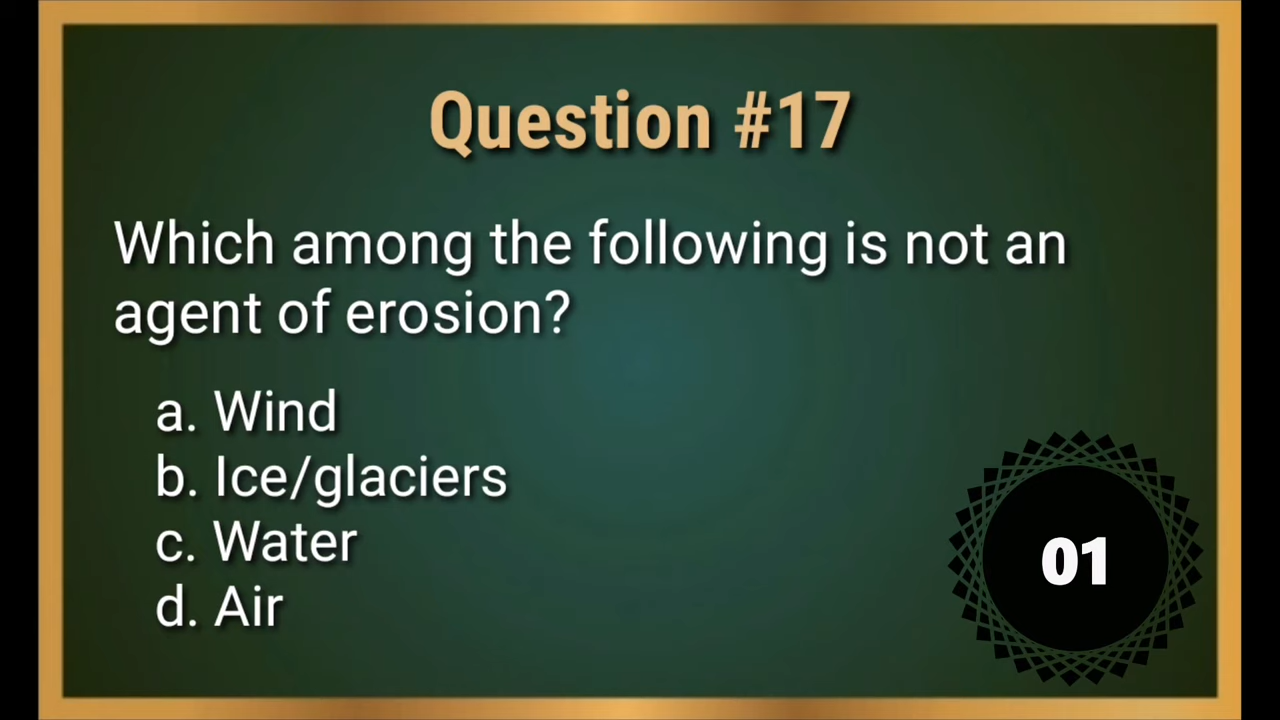 Question #17
Which among the following is not an
agent of erosion?
a. Wind
b. Ice/glaciers
c. Water
d. Air
01